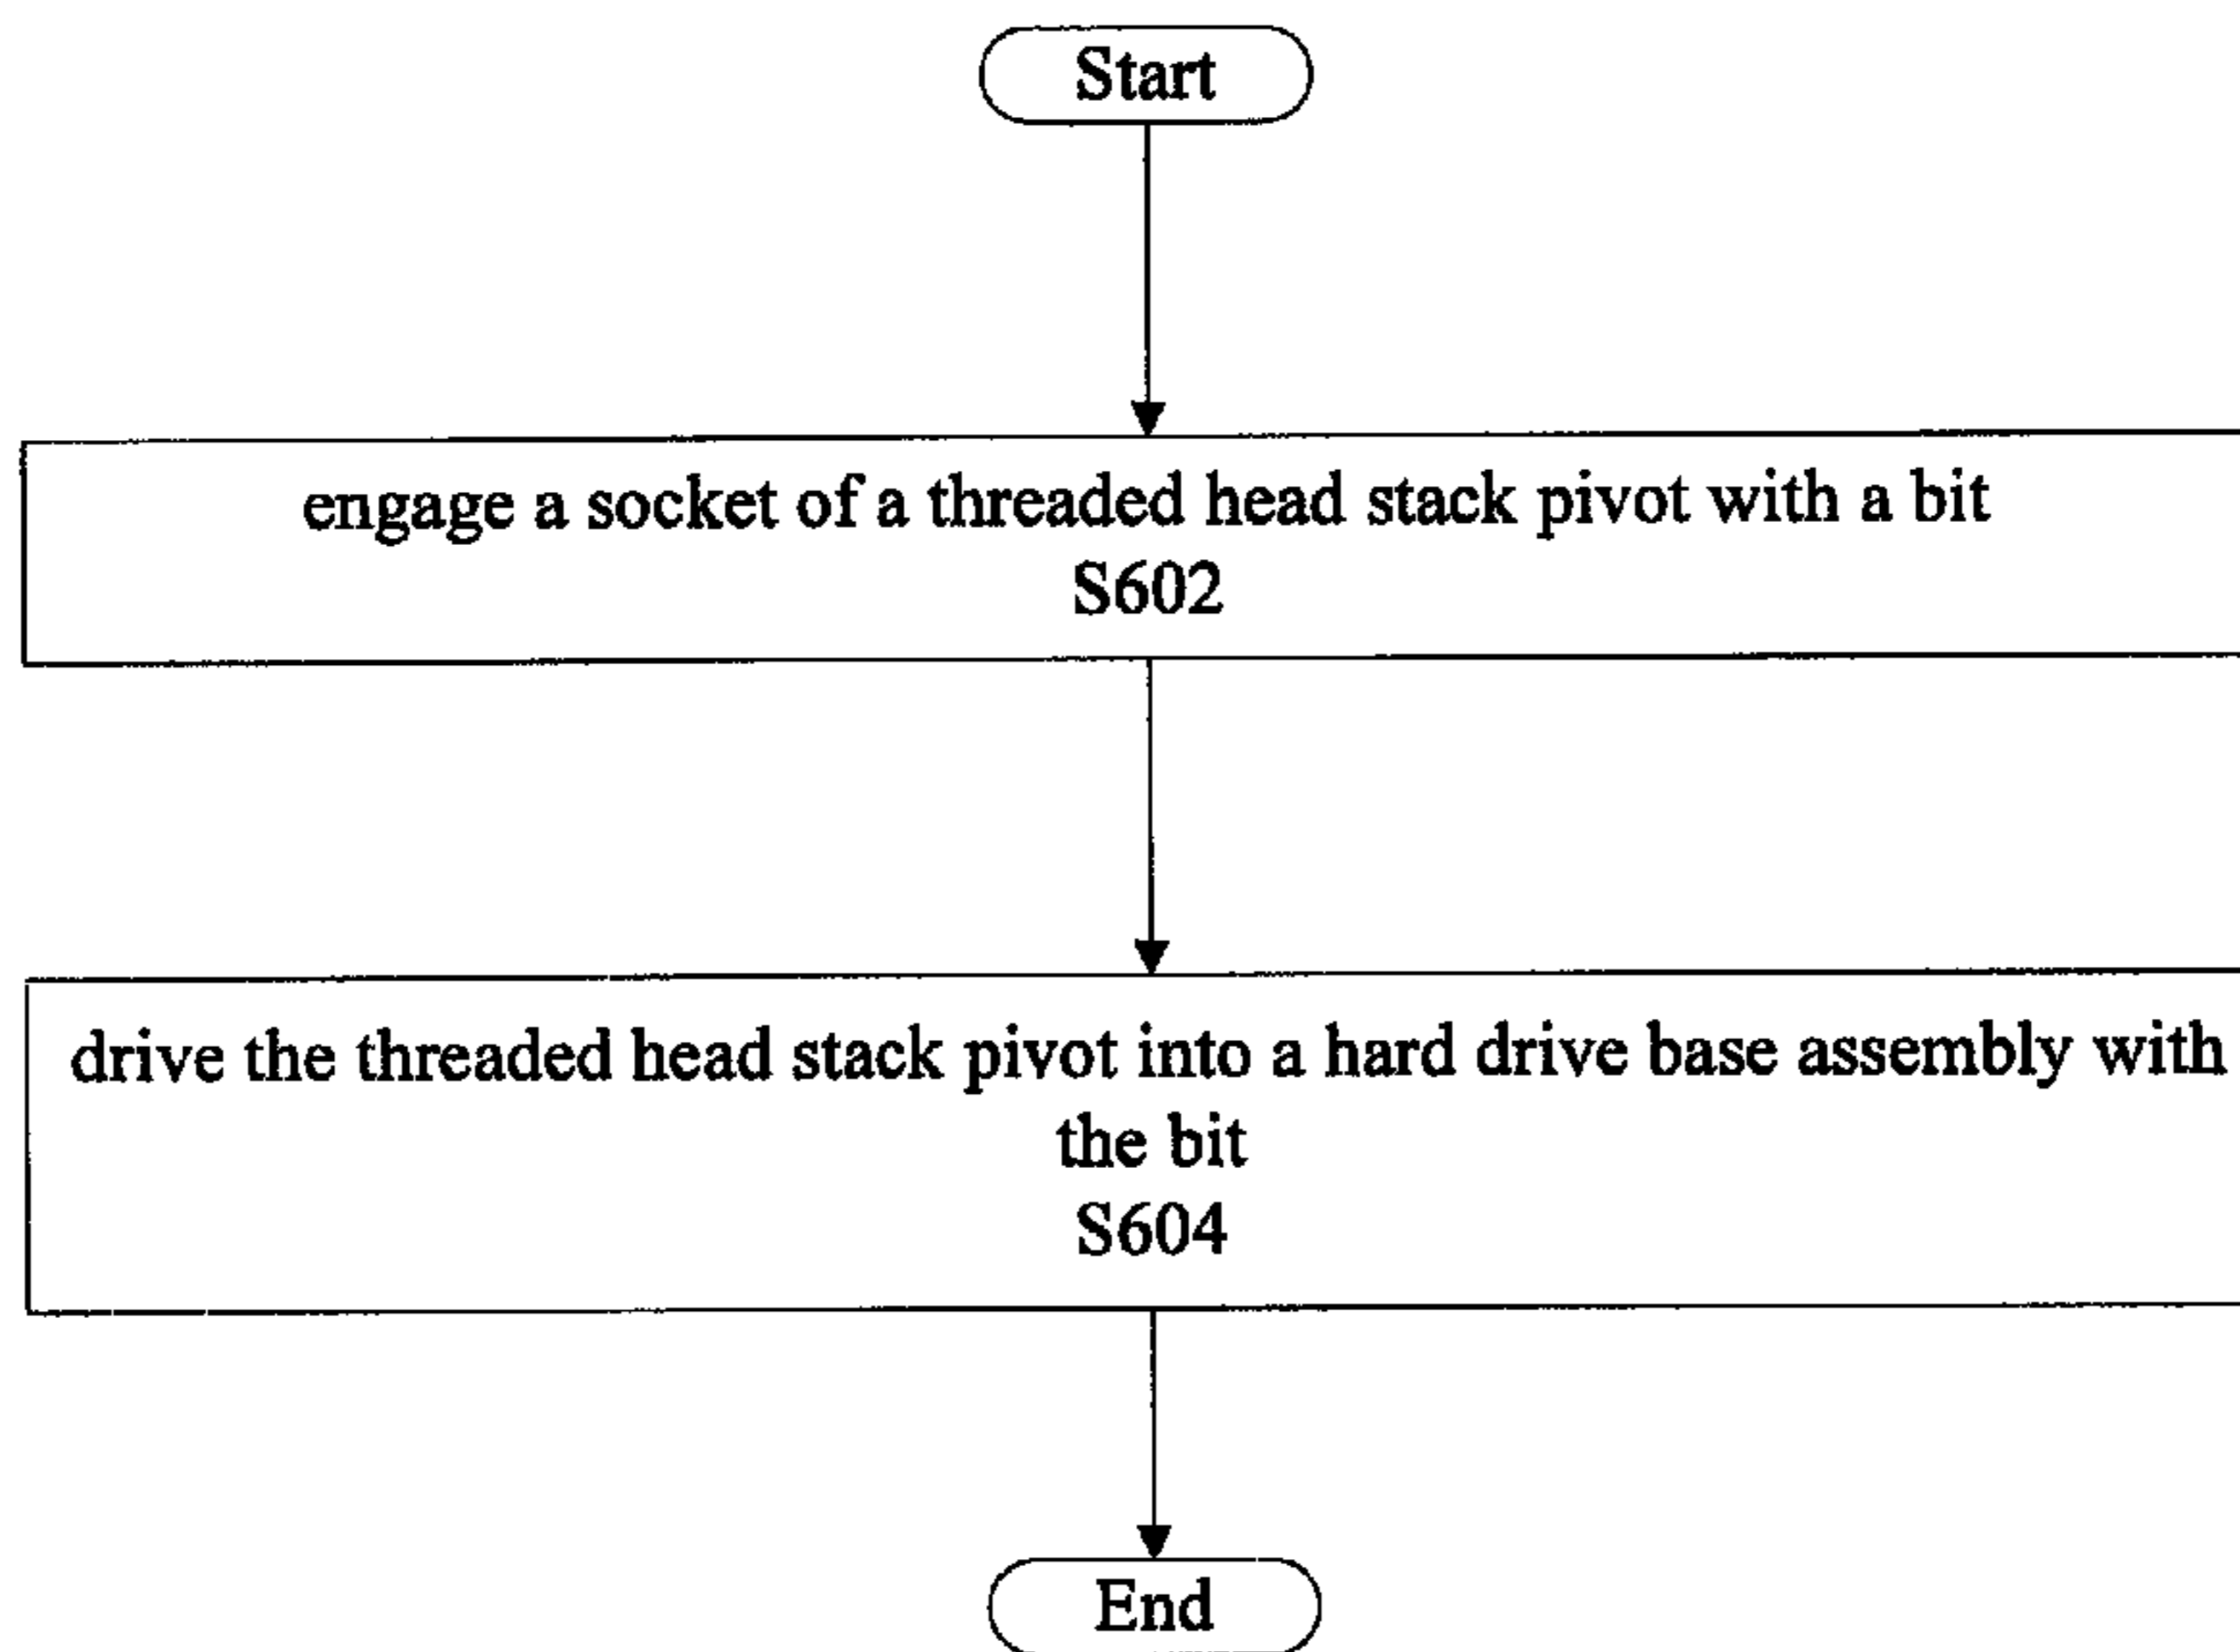 Start
engage a socket of a threaded head stack pivot with a bit
S602
drive the threaded head stack pivot into a hard drive base assembly with
the bit
S604
End